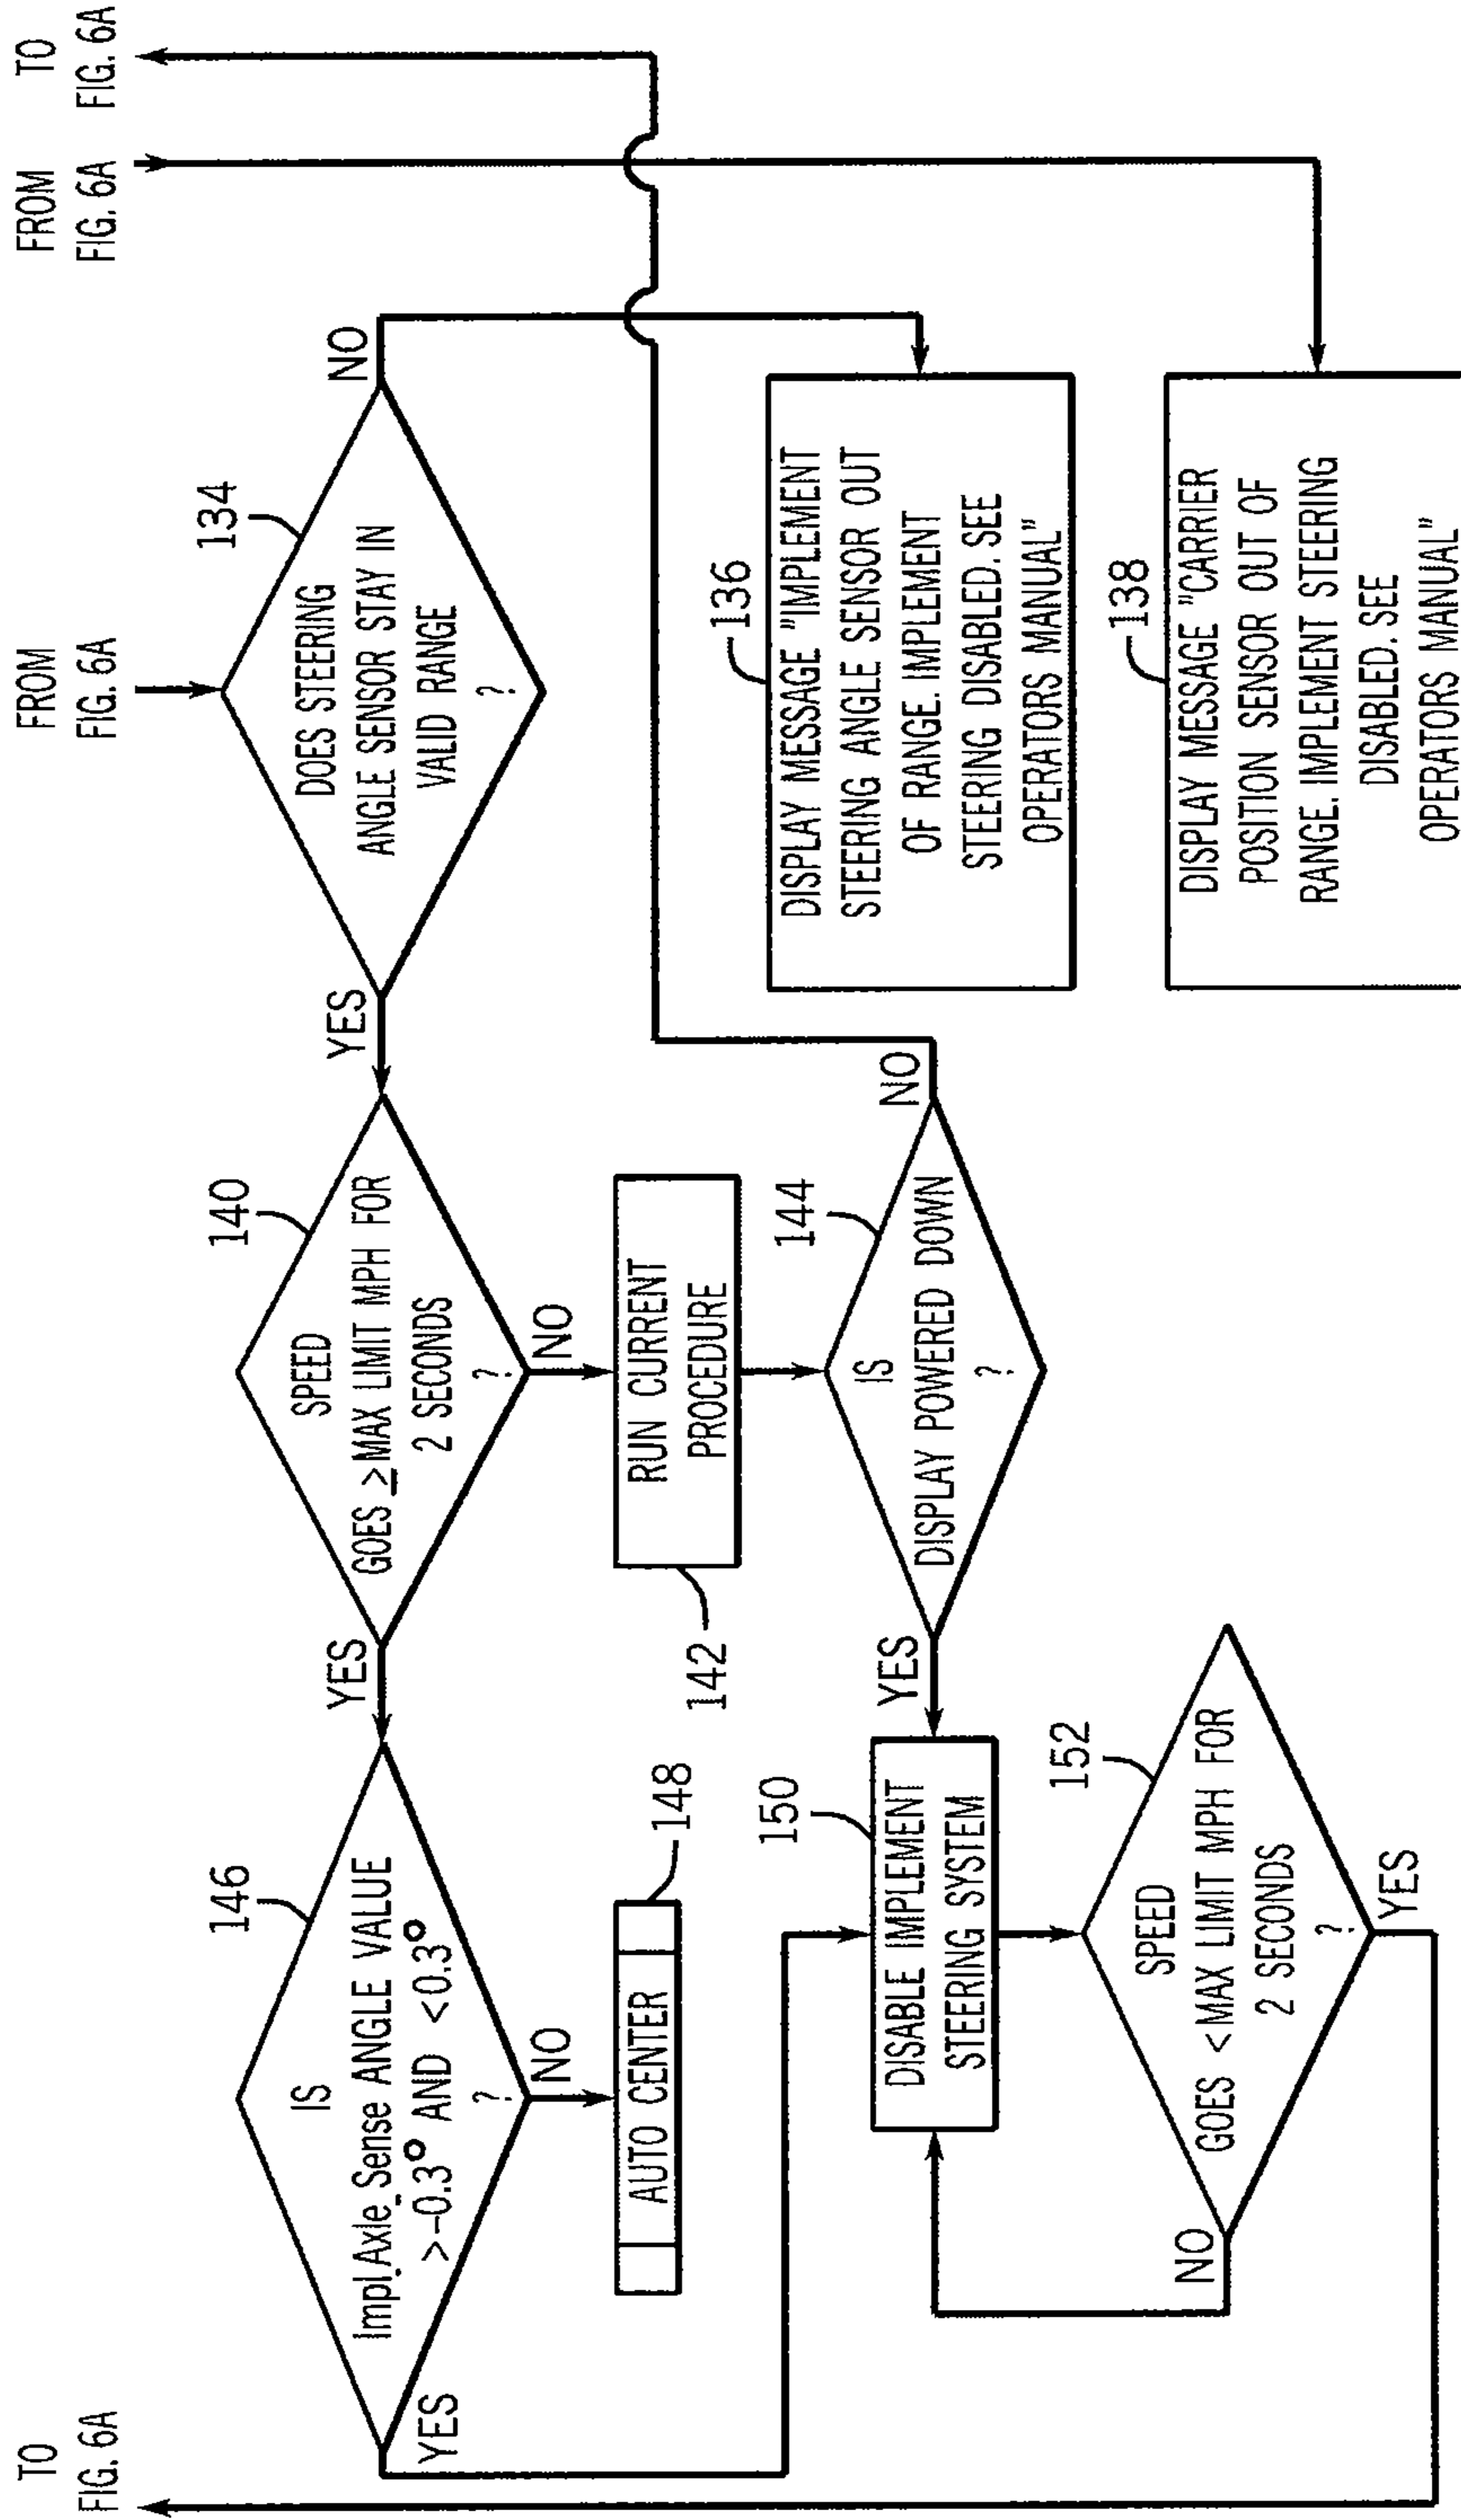 TO
FIG. 6A
FROM
FIG. 6A
FROM
FIG. 6A
TO
FIG. 6A
146
IS
Impl_Axle_Sense ANGLE VALUE
>-0.3° AND <0.3°
?
YES
NO
148
AUTO CENTER
140
SPEED
GOES ≥MAX LIMIT MPH FOR
2 SECONDS
?
YES
NO
134
DOES STEERING
ANGLE SENSOR STAY IN
VALID RANGE
?
YES
NO
142
RUN CURRENT
PROCEDURE
136
DISPLAY MESSAGE "IMPLEMENT
STEERING ANGLE SENSOR OUT
OF RANGE. IMPLEMENT
STEERING DISABLED. SEE
OPERATORS MANUAL"
144
IS
DISPLAY POWERED DOWN
?
YES
NO
150
DISABLE IMPLEMENT
STEERING SYSTEM
152
SPEED
GOES <MAX LIMIT MPH FOR
2 SECONDS
?
NO
YES
138
DISPLAY MESSAGE "CARRIER
POSITION SENSOR OUT OF
RANGE. IMPLEMENT STEERING
DISABLED. SEE
OPERATORS MANUAL"